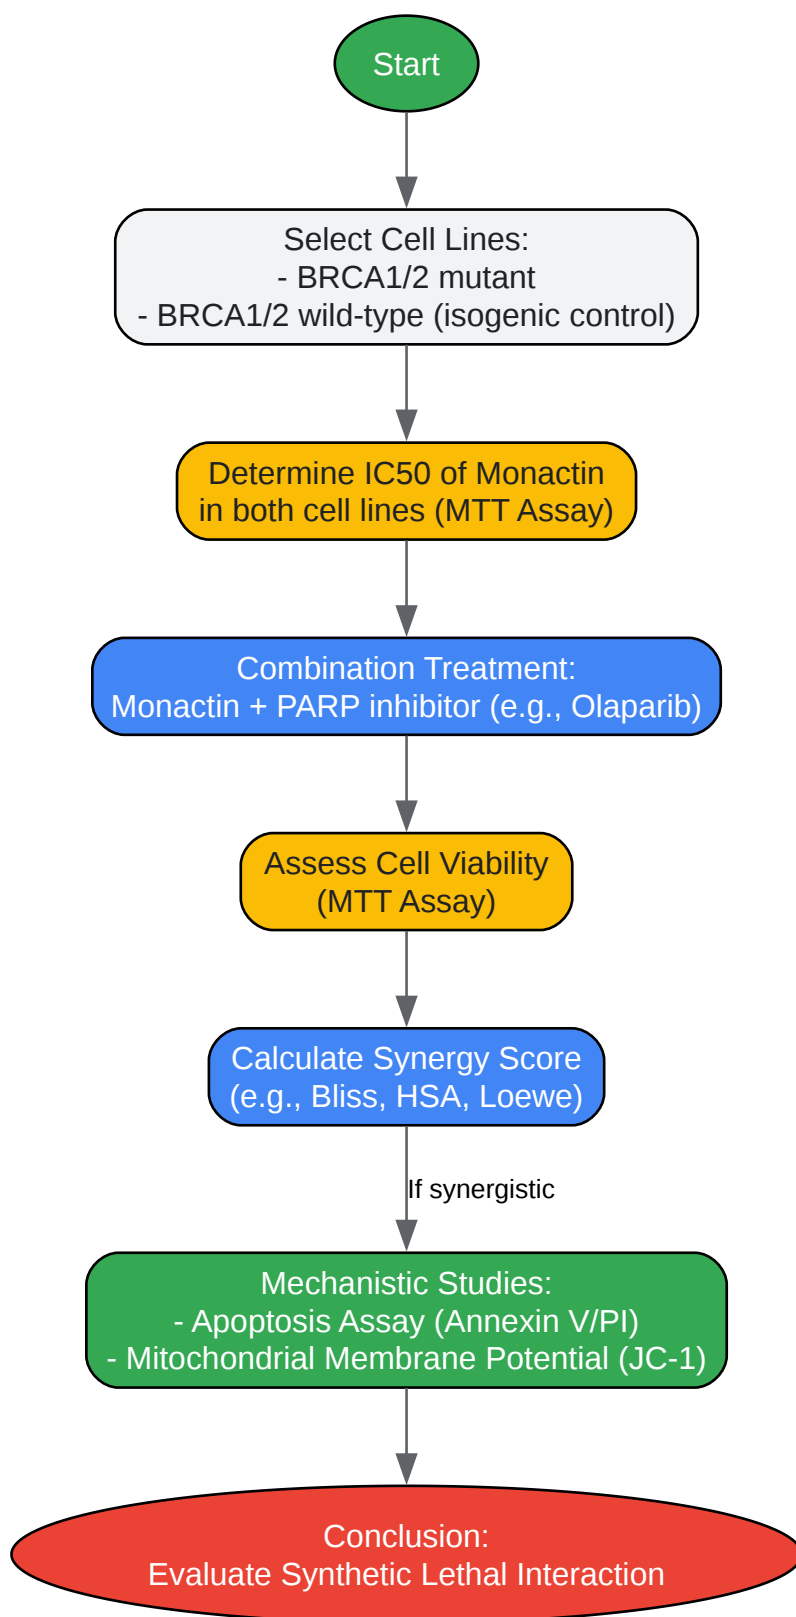 Start
Select Cell Lines:
- BRCA1/2 mutant
- BRCA1/2 wild-type (isogenic control)
Determine IC50 of Monactin
in both cell lines (MTT Assay)
Combination Treatment:
Monactin + PARP inhibitor (e.g., Olaparib)
Assess Cell Viability
(MTT Assay)
Calculate Synergy Score
(e.g., Bliss, HSA, Loewe)
If synergistic
Mechanistic Studies:
- Apoptosis Assay (Annexin V/PI)
- Mitochondrial Membrane Potential (JC-1)
Conclusion:
Evaluate Synthetic Lethal Interaction